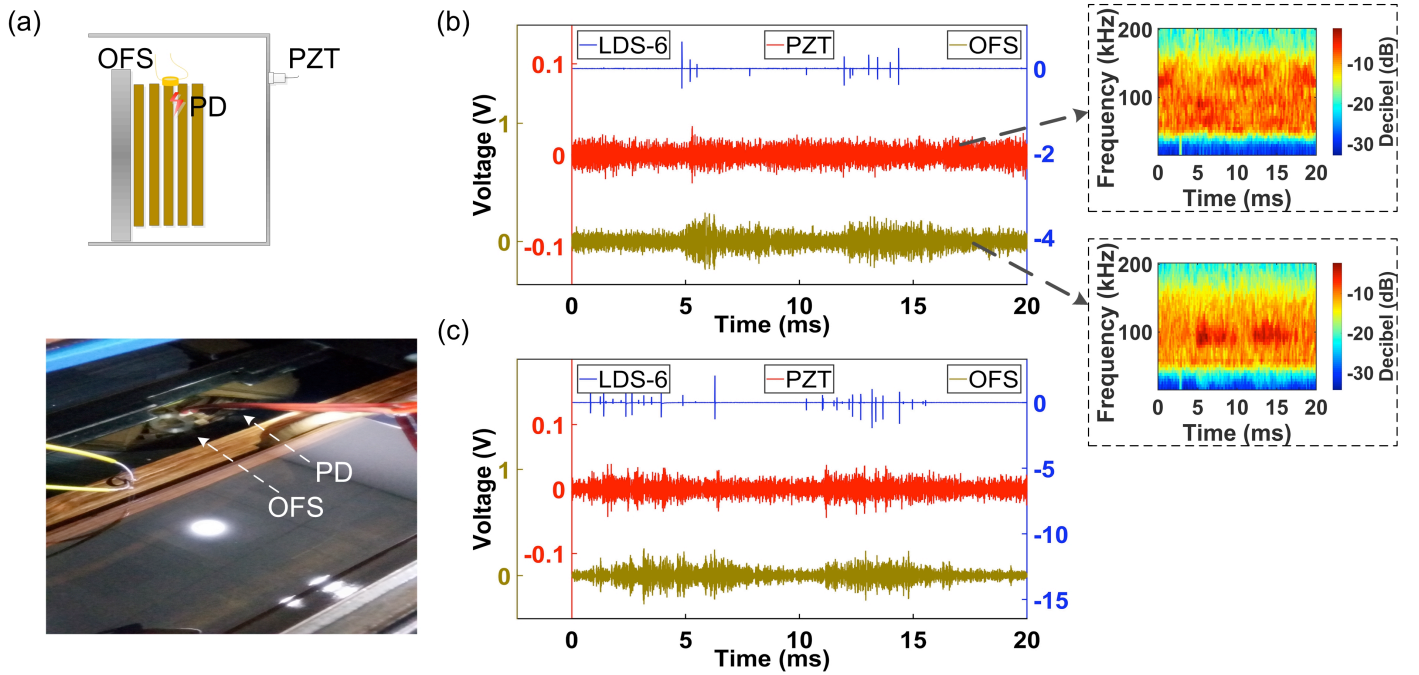 (a)
OFS
PZT
PD
PD
OFS
(b)
LDS-6
PZT
OFS
0.1
0
-0.1
1
0
Voltage (V)
0
-2
-4
0
5
10
15
20
Time (ms)
200
100
Frequency (kHz)
0
5
10
15
20
Time (ms)
-10
-20
-30
Decibel (dB)
200
100
Frequency (kHz)
0
5
10
15
20
Time (ms)
-10
-20
-30
Decibel (dB)
(c)
LDS-6
PZT
OFS
0.1
0
-0.1
1
0
Voltage (V)
0
-5
-10
-15
0
5
10
15
20
Time (ms)